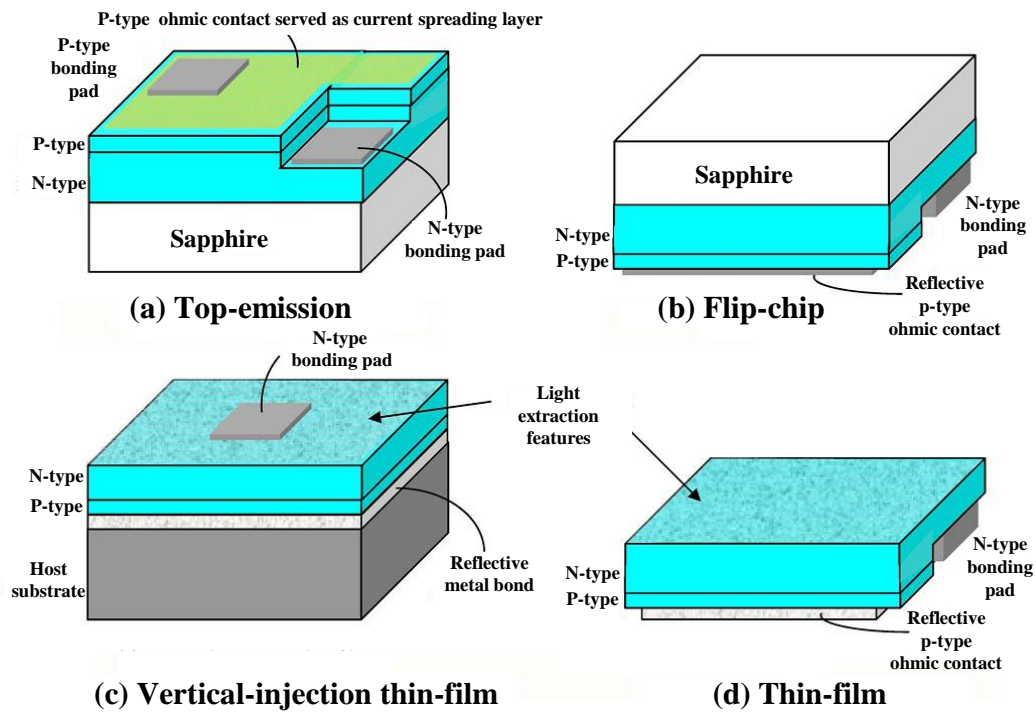 P-type ohmic contact served as current spreading layer
P-type
bonding
pad
P-type
N-type
Sapphire
N-type
bonding pad
(a) Top-emission
Sapphire
N-type
P-type
N-type
bonding
pad
Reflective
p-type
ohmic contact
(b) Flip-chip
N-type
bonding pad
Light
extraction
features
N-type
P-type
Host
substrate
Reflective
metal bond
(c) Vertical-injection thin-film
N-type
P-type
N-type
bonding
pad
Reflective
p-type
ohmic contact
(d) Thin-film